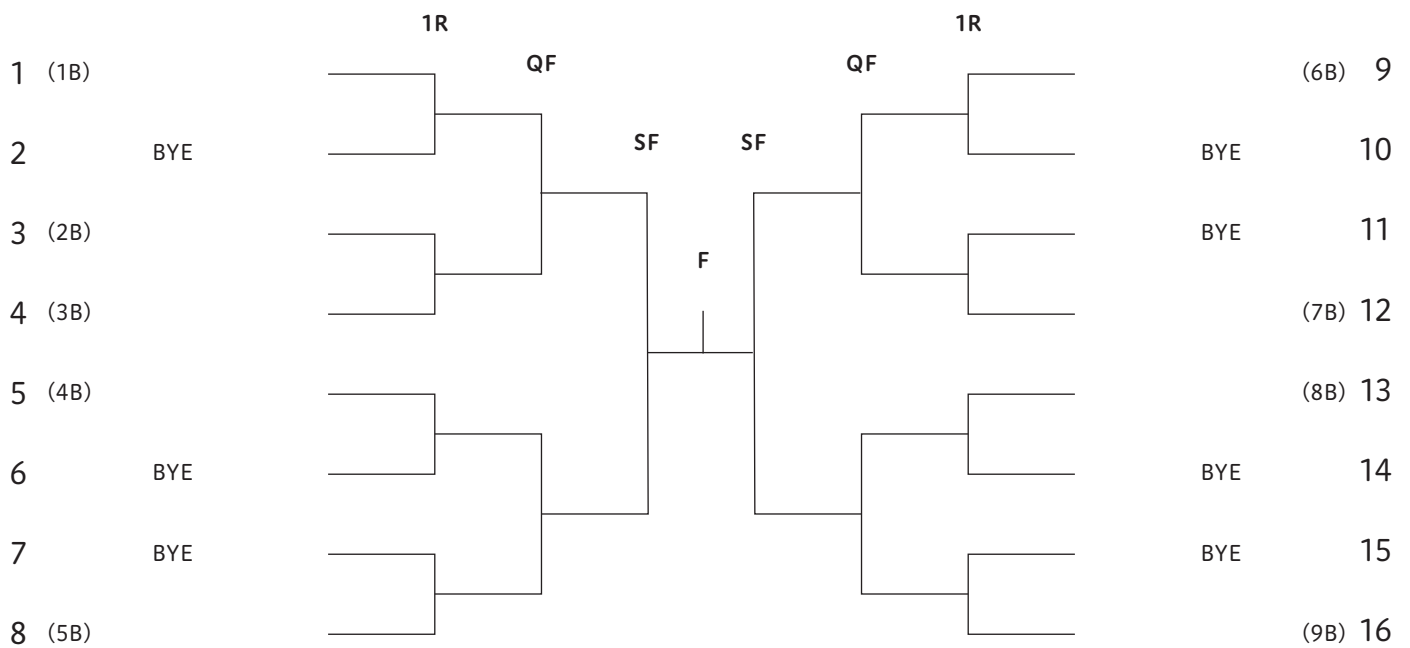 1R 1R
QF QF
1 (1B) (6B) 9
SF SF
2 BYE BYE 10
3 (2B) BYE 11
F
4 (3B) (7B) 12
5 (4B) (8B) 13
6 BYE BYE 14
7 BYE BYE 15
8 (5B) (9B) 16